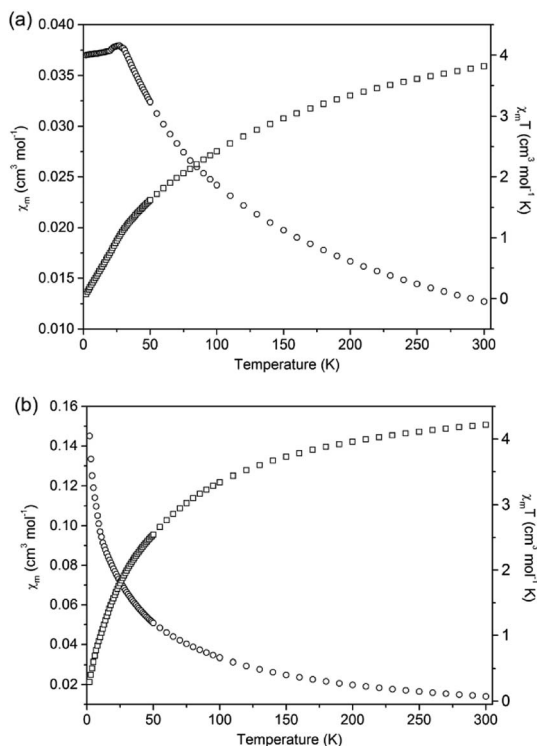 (a)
0.040
0.035
0.030
0.025
0.020
0.015
0.010
χm (cm³ mol⁻¹)
4
3
2
1
0
χmT (cm³ mol⁻¹ K)
0 50 100 150 200 250 300
Temperature (K)
(b)
0.16
0.14
0.12
0.10
0.08
0.06
0.04
0.02
χm (cm³ mol⁻¹)
4
3
2
1
0
χmT (cm³ mol⁻¹ K)
0 50 100 150 200 250 300
Temperature (K)